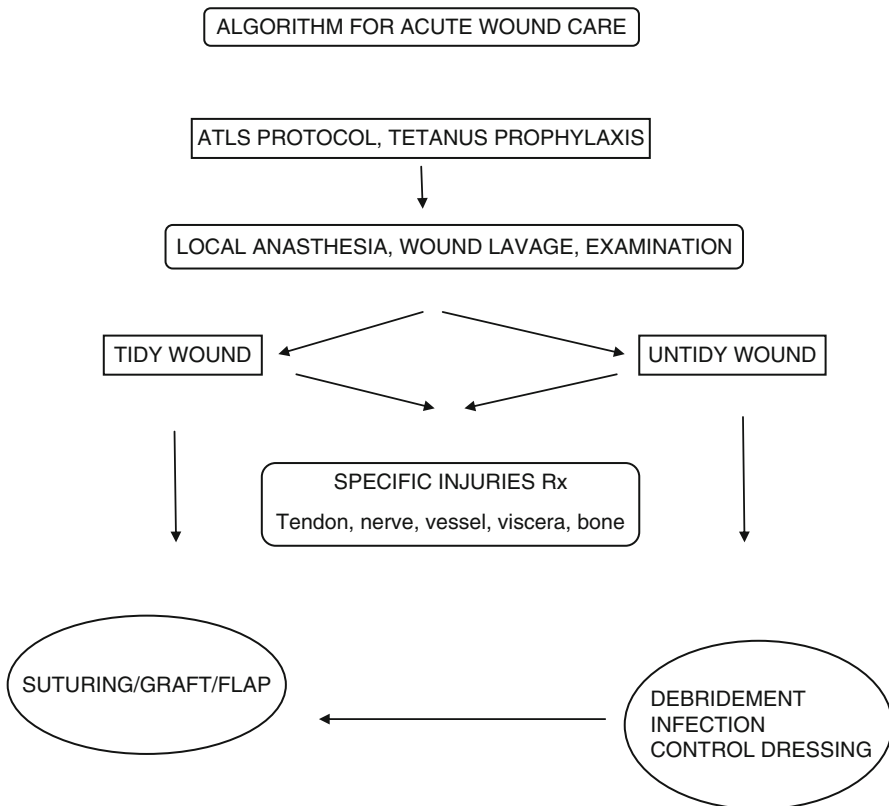 ALGORITHM FOR ACUTE WOUND CARE
ATLS PROTOCOL, TETANUS PROPHYLAXIS
LOCAL ANASTHESIA, WOUND LAVAGE, EXAMINATION
TIDY WOUND
UNTIDY WOUND
SPECIFIC INJURIES Rx
Tendon, nerve, vessel, viscera, bone
SUTURING/GRAFT/FLAP
DEBRIDEMENT
INFECTION
CONTROL DRESSING